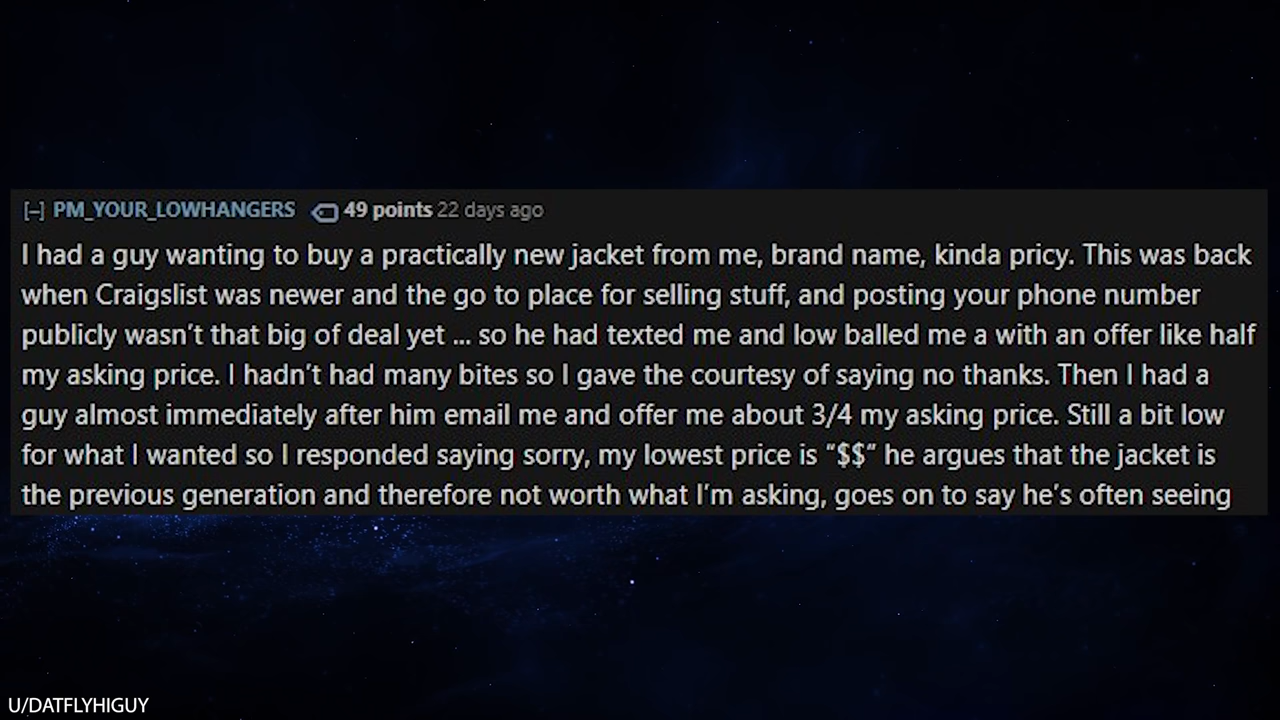 [–] PM_YOUR_LOWHANGERS 49 points 22 days ago
I had a guy wanting to buy a practically new jacket from me, brand name, kinda pricy. This was back
when Craigslist was newer and the go to place for selling stuff, and posting your phone number
publicly wasn’t that big of deal yet ... so he had texted me and low balled me a with an offer like half
my asking price. I hadn’t had many bites so I gave the courtesy of saying no thanks. Then I had a
guy almost immediately after him email me and offer me about 3/4 my asking price. Still a bit low
for what I wanted so I responded saying sorry, my lowest price is “$$” he argues that the jacket is
the previous generation and therefore not worth what I’m asking, goes on to say he’s often seeing
U/DATFLYHIGUY